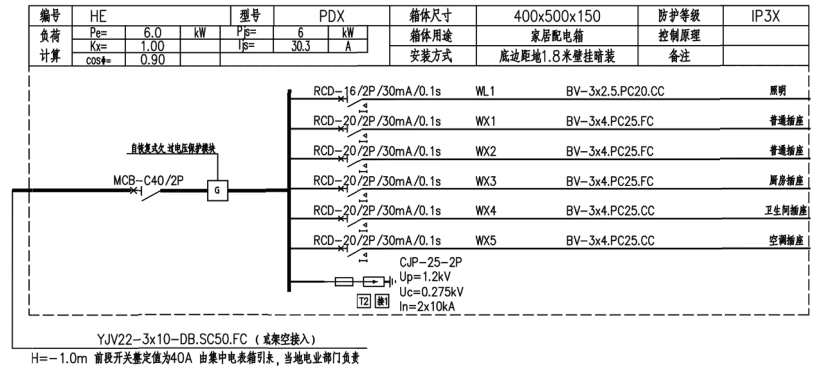 编号 HE 型号 PDX 箱体尺寸 400x500x150 防护等级 IP3X
负荷计算 Pe= 6.0 kW Pjs= 6 kW 箱体用途 家居配电箱 控制原理
Kx= 1.00 Ijs= 30.3 A 安装方式 底边距地1.8米壁挂暗装 备注
cosφ= 0.90
RCD-16/2P/30mA/0.1s WL1 BV-3x2.5.PC20.CC 照明
RCD-20/2P/30mA/0.1s WX1 BV-3x4.PC25.FC 普通插座
自恢复式欠 过电压保护模块
RCD-20/2P/30mA/0.1s WX2 BV-3x4.PC25.FC 普通插座
MCB-C40/2P G
RCD-20/2P/30mA/0.1s WX3 BV-3x4.PC25.FC 厨房插座
RCD-20/2P/30mA/0.1s WX4 BV-3x4.PC25.CC 卫生间插座
RCD-20/2P/30mA/0.1s WX5 BV-3x4.PC25.CC 空调插座
CJP-25-2P
Up=1.2kV
Uc=0.275kV
T2 接1 In=2x10kA
YJV22-3x10-DB.SC50.FC (或架空接入)
H=-1.0m 前段开关整定值为40A 由集中电表箱引来, 当地电业部门负责